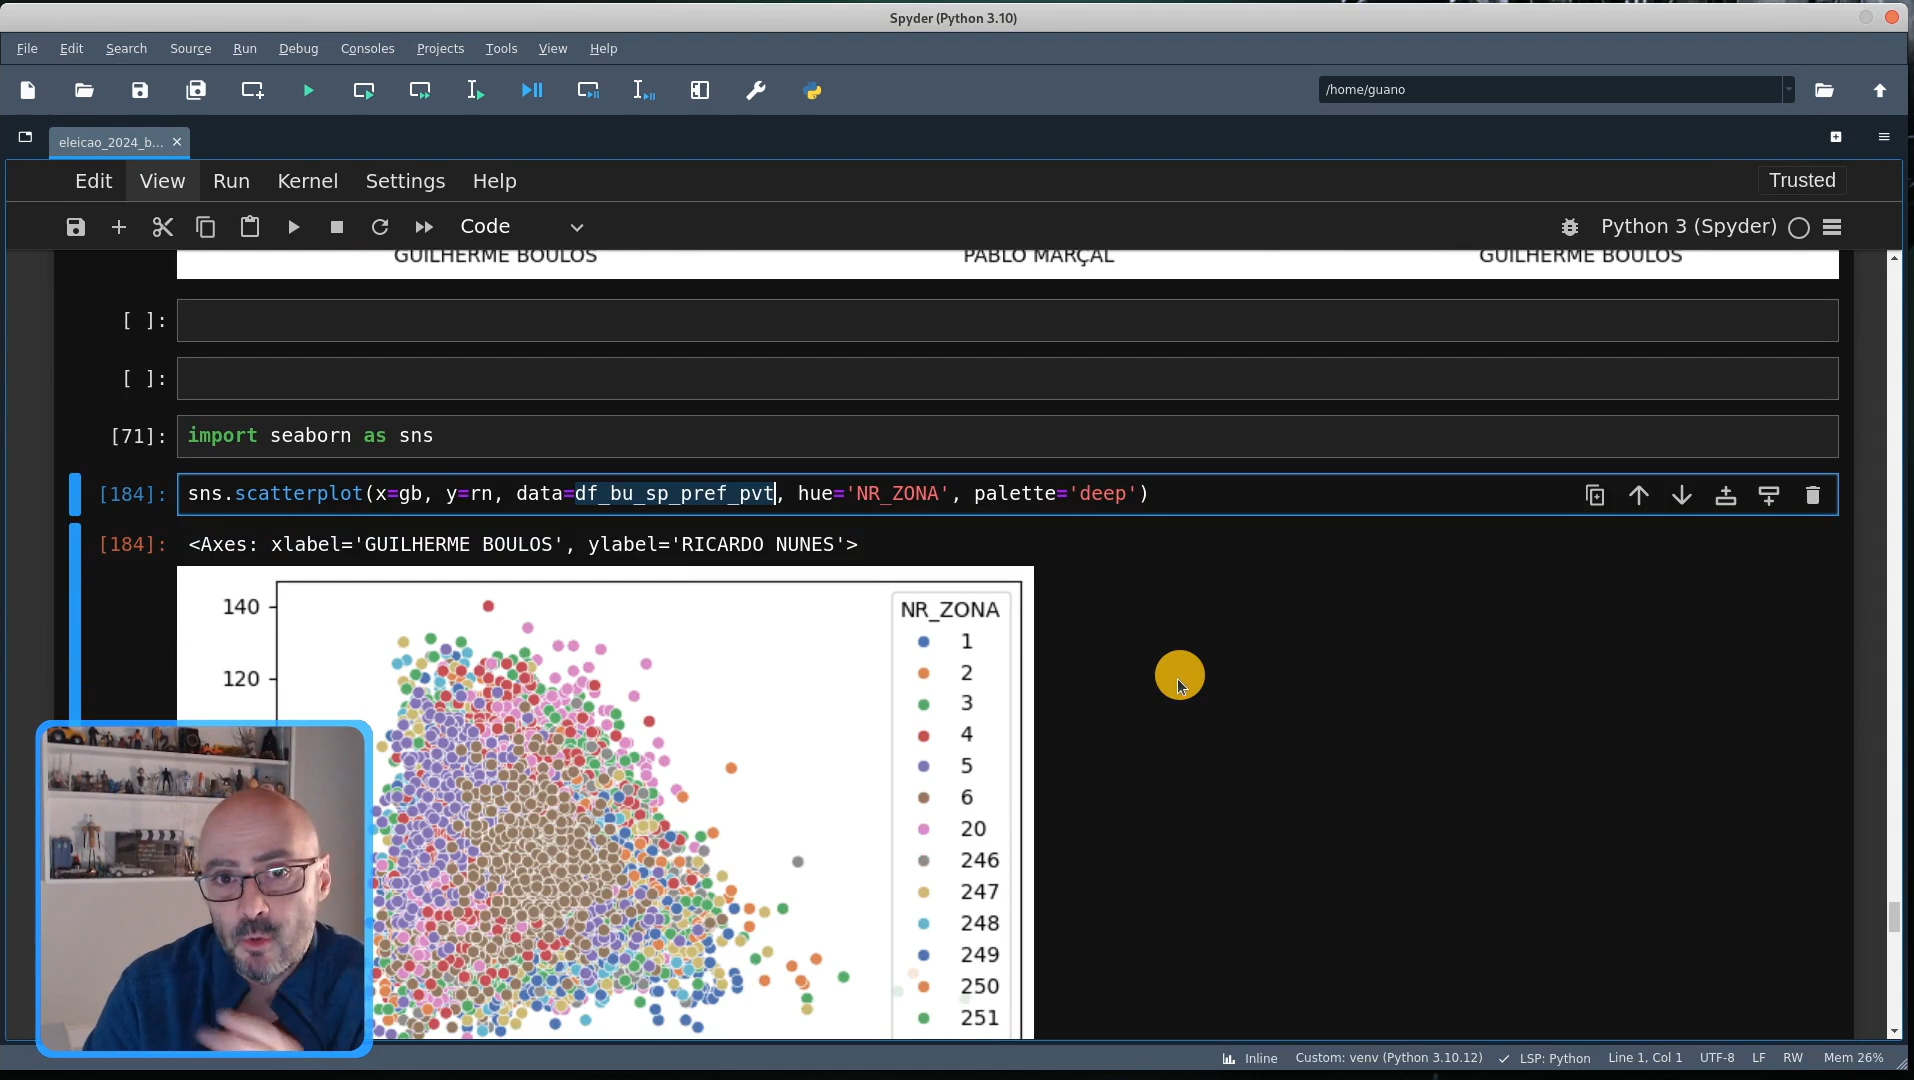 Spyder (Python 3.10)
File Edit Search Source Run Debug Consoles Projects Tools View Help
/home/guano
eleicao_2024_b...
Edit View Run Kernel Settings Help Trusted
Code Python 3 (Spyder)
GUILHERME BOULOS PABLO MARÇAL GUILHERME BOULOS
[ ]:
[ ]:
[71]: import seaborn as sns
[184]: sns.scatterplot(x=gb, y=rn, data=df_bu_sp_pref_pvt, hue='NR_ZONA', palette='deep')
[184]: <Axes: xlabel='GUILHERME BOULOS', ylabel='RICARDO NUNES'>
140
120
NR_ZONA
1
2
3
4
5
6
20
246
247
248
249
250
251
Inline Custom: venv (Python 3.10.12) LSP: Python Line 1, Col 1 UTF-8 LF RW Mem 26%